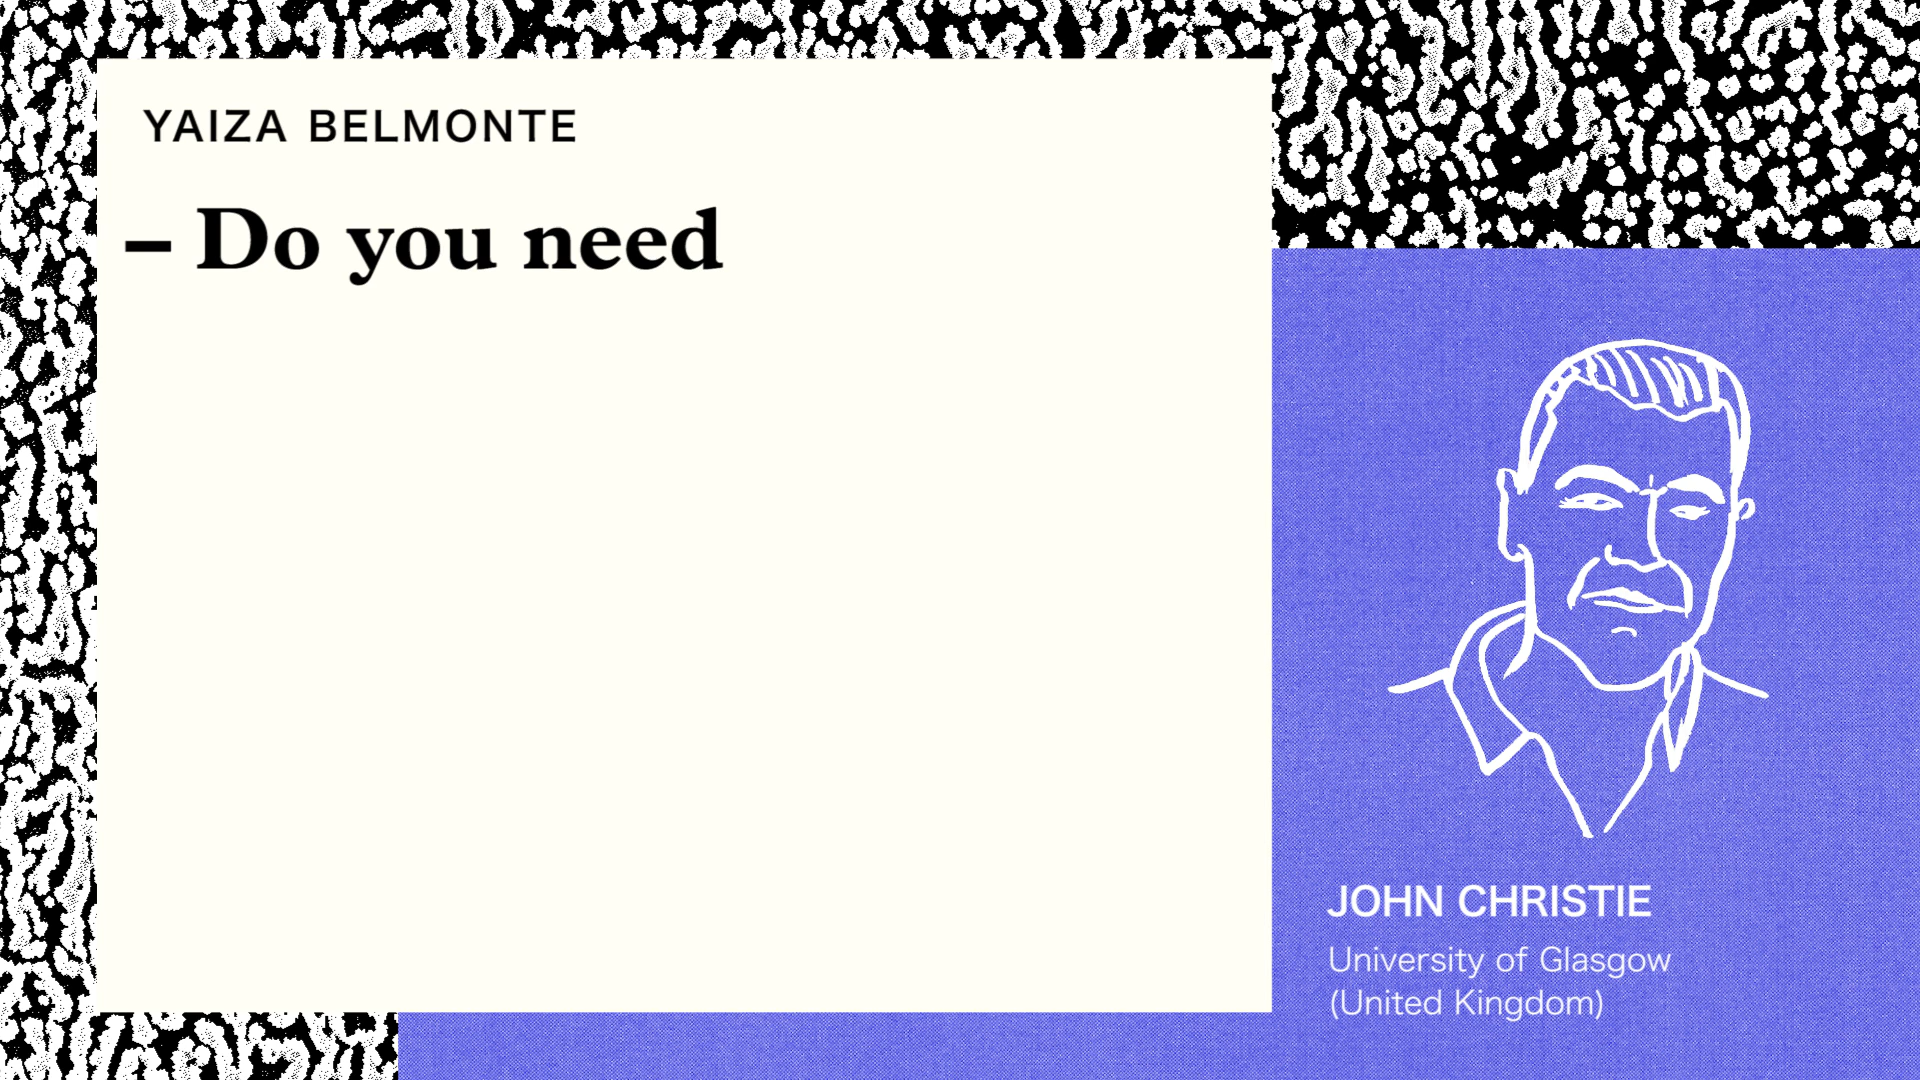 YAIZA BELMONTE
– Do you need
JOHN CHRISTIE
University of Glasgow
(United Kingdom)